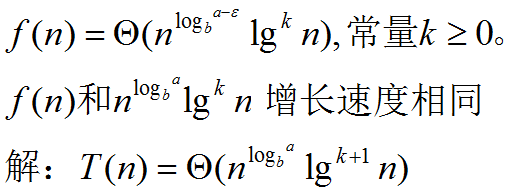 f(n) = Θ(n^{log_b^{a-ε}} lg^k n), 常量k ≥ 0。
f(n)和n^{log_b^a} lg^k n 增长速度相同
解：T(n) = Θ(n^{log_b^a} lg^{k+1} n)